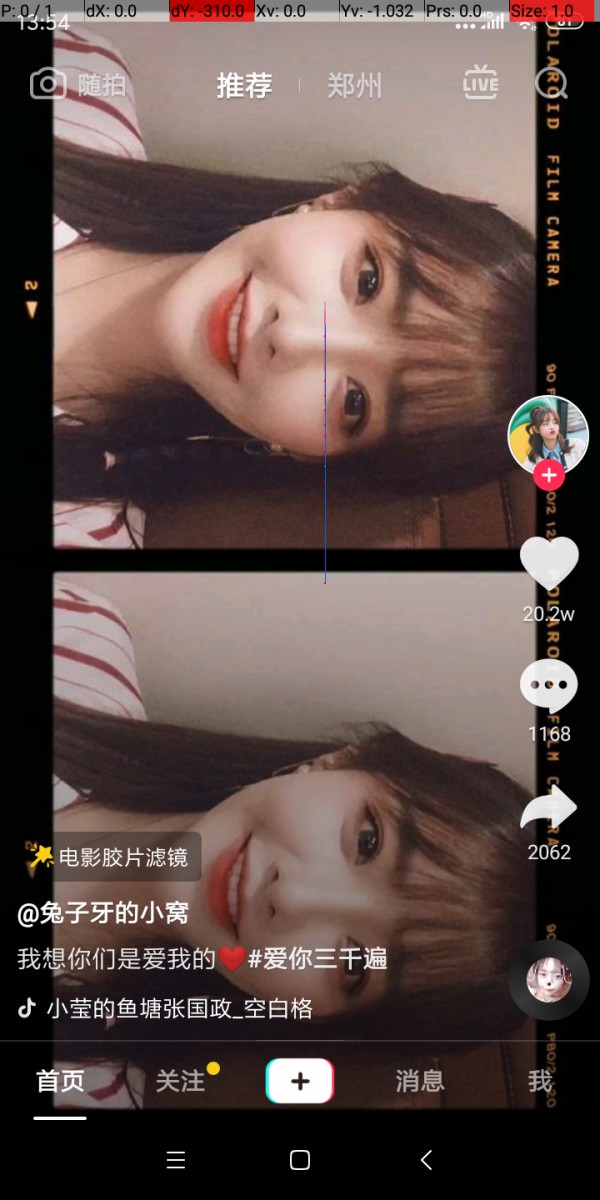 P: 0 / 1 dX: 0.0 dY: -310.0 Xv: 0.0 Yv: -1.032 Prs: 0.0 Size: 1.0
13:54
随拍 推荐 郑州 LIVE
POLAROID FILM CAMERA
2
20.2w
1168
2062
电影胶片滤镜
@兔子牙的小窝
我想你们是爱我的❤️#爱你三千遍
小莹的鱼塘张国政_空白格
首页 关注 + 消息 我